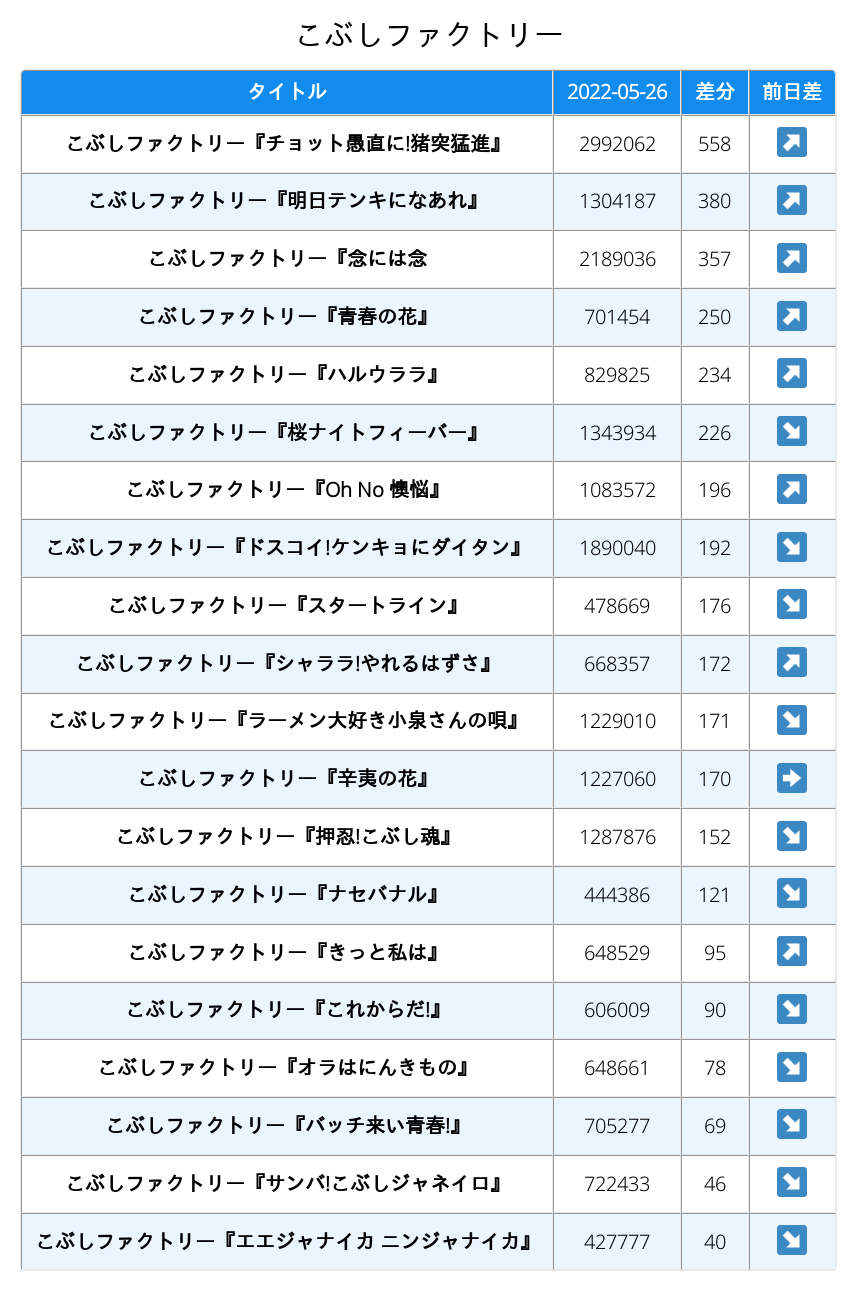 こぶしファクトリー
タイトル 2022-05-26 差分 前日差
こぶしファクトリー『チョット愚直に!猪突猛進』 2992062 558 ↗
こぶしファクトリー『明日テンキになあれ』 1304187 380 ↗
こぶしファクトリー『念には念 2189036 357 ↗
こぶしファクトリー『青春の花』 701454 250 ↗
こぶしファクトリー『ハルウララ』 829825 234 ↗
こぶしファクトリー『桜ナイトフィーバー』 1343934 226 ↘
こぶしファクトリー『Oh No 懊悩』 1083572 196 ↗
こぶしファクトリー『ドスコイ!ケンキョにダイタン』 1890040 192 ↘
こぶしファクトリー『スタートライン』 478669 176 ↘
こぶしファクトリー『シャララ!やれるはずさ』 668357 172 ↗
こぶしファクトリー『ラーメン大好き小泉さんの唄』 1229010 171 ↘
こぶしファクトリー『辛夷の花』 1227060 170 ➡
こぶしファクトリー『押忍!こぶし魂』 1287876 152 ↘
こぶしファクトリー『ナセバナル』 444386 121 ↘
こぶしファクトリー『きっと私は』 648529 95 ↗
こぶしファクトリー『これからだ!』 606009 90 ↘
こぶしファクトリー『オラはにんきもの』 648661 78 ↘
こぶしファクトリー『バッチ来い青春!』 705277 69 ↘
こぶしファクトリー『サンバ!こぶしジャネイロ』 722433 46 ↘
こぶしファクトリー『エエジャナイカ ニンジャナイカ』 427777 40 ↘